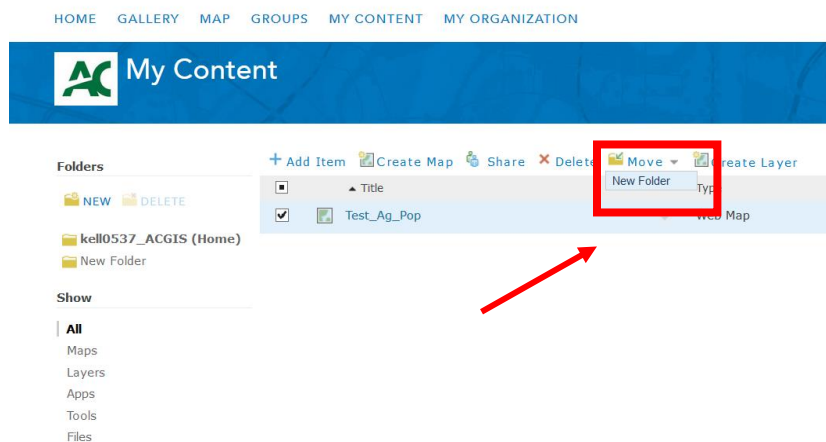 HOME GALLERY MAP GROUPS MY CONTENT MY ORGANIZATION
AC My Content
Folders
NEW DELETE
kell0537_ACGIS (Home)
New Folder
Show
All
Maps
Layers
Apps
Tools
Files
+ Add Item Create Map Share Delete Move Create Layer
Title Type
New Folder
Test_Ag_Pop Web Map